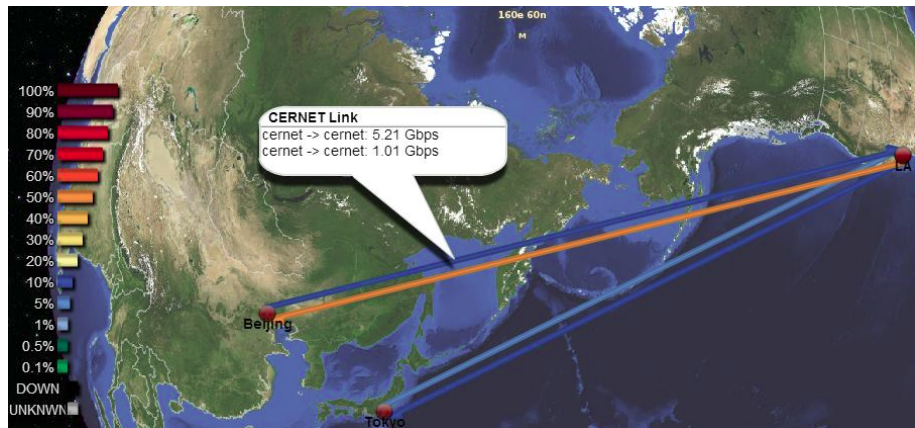 160e 60n
M
100%
90%
80%
70%
60%
50%
40%
30%
20%
10%
5%
1%
0.5%
0.1%
DOWN
UNKNWN
CERNET Link
cernet -> cernet: 5.21 Gbps
cernet -> cernet: 1.01 Gbps
LA
Beijing
Tokyo